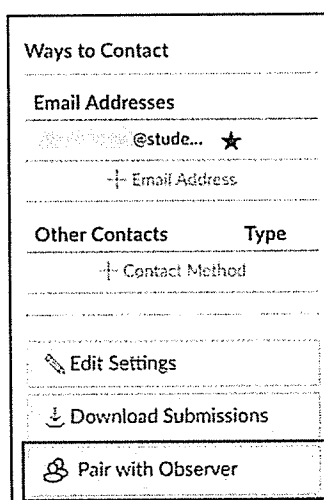 Ways to Contact
Email Addresses
@stude...
Email Address
Other Contacts Type
Contact Method
Edit Settings
Download Submissions
Pair with Observer